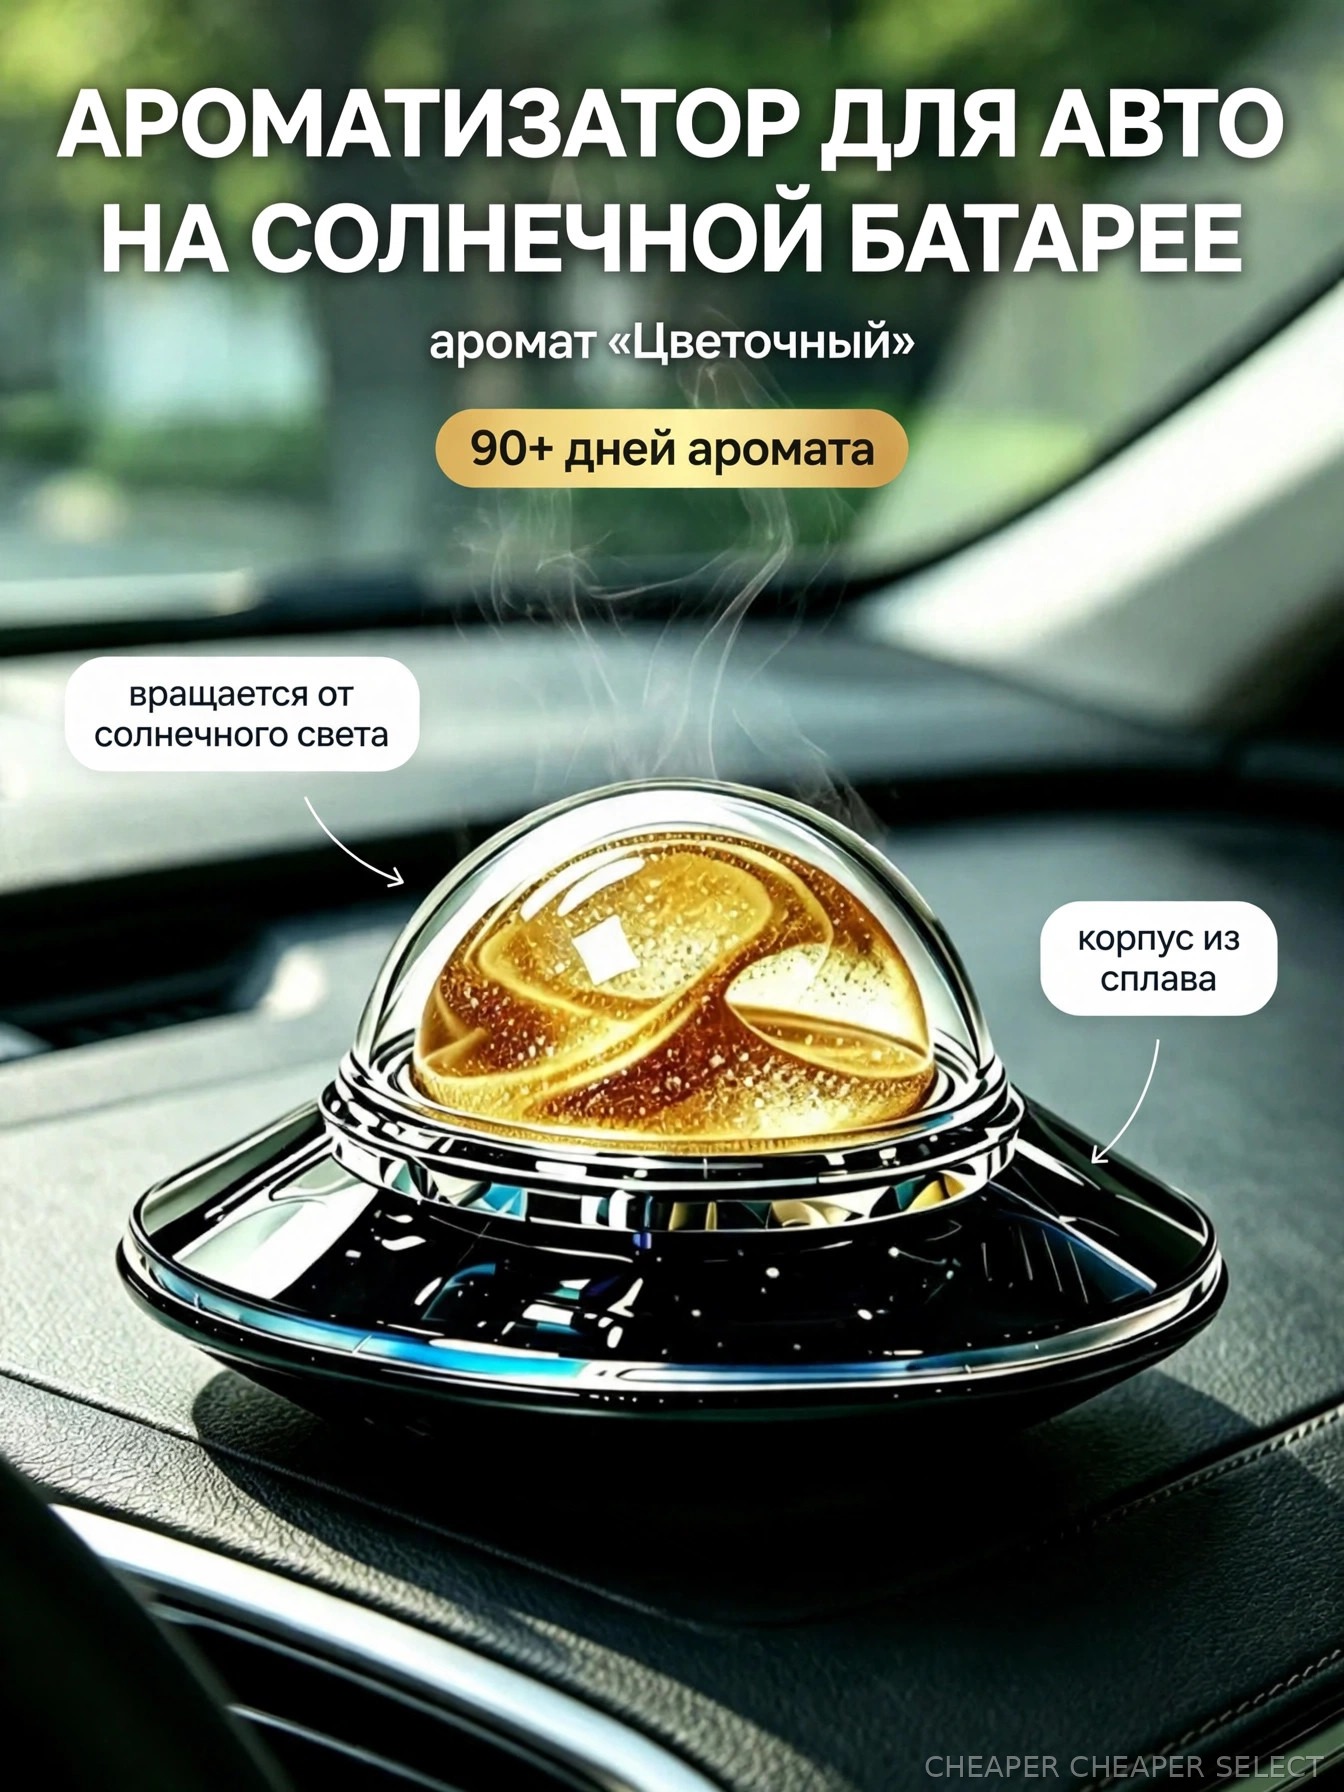 АРОМАТИЗАТОР ДЛЯ АВТО
НА СОЛНЕЧНОЙ БАТАРЕЕ
аромат «Цветочный»
90+ дней аромата
вращается от
солнечного света
корпус из
сплава
CHEAPER CHEAPER SELECT